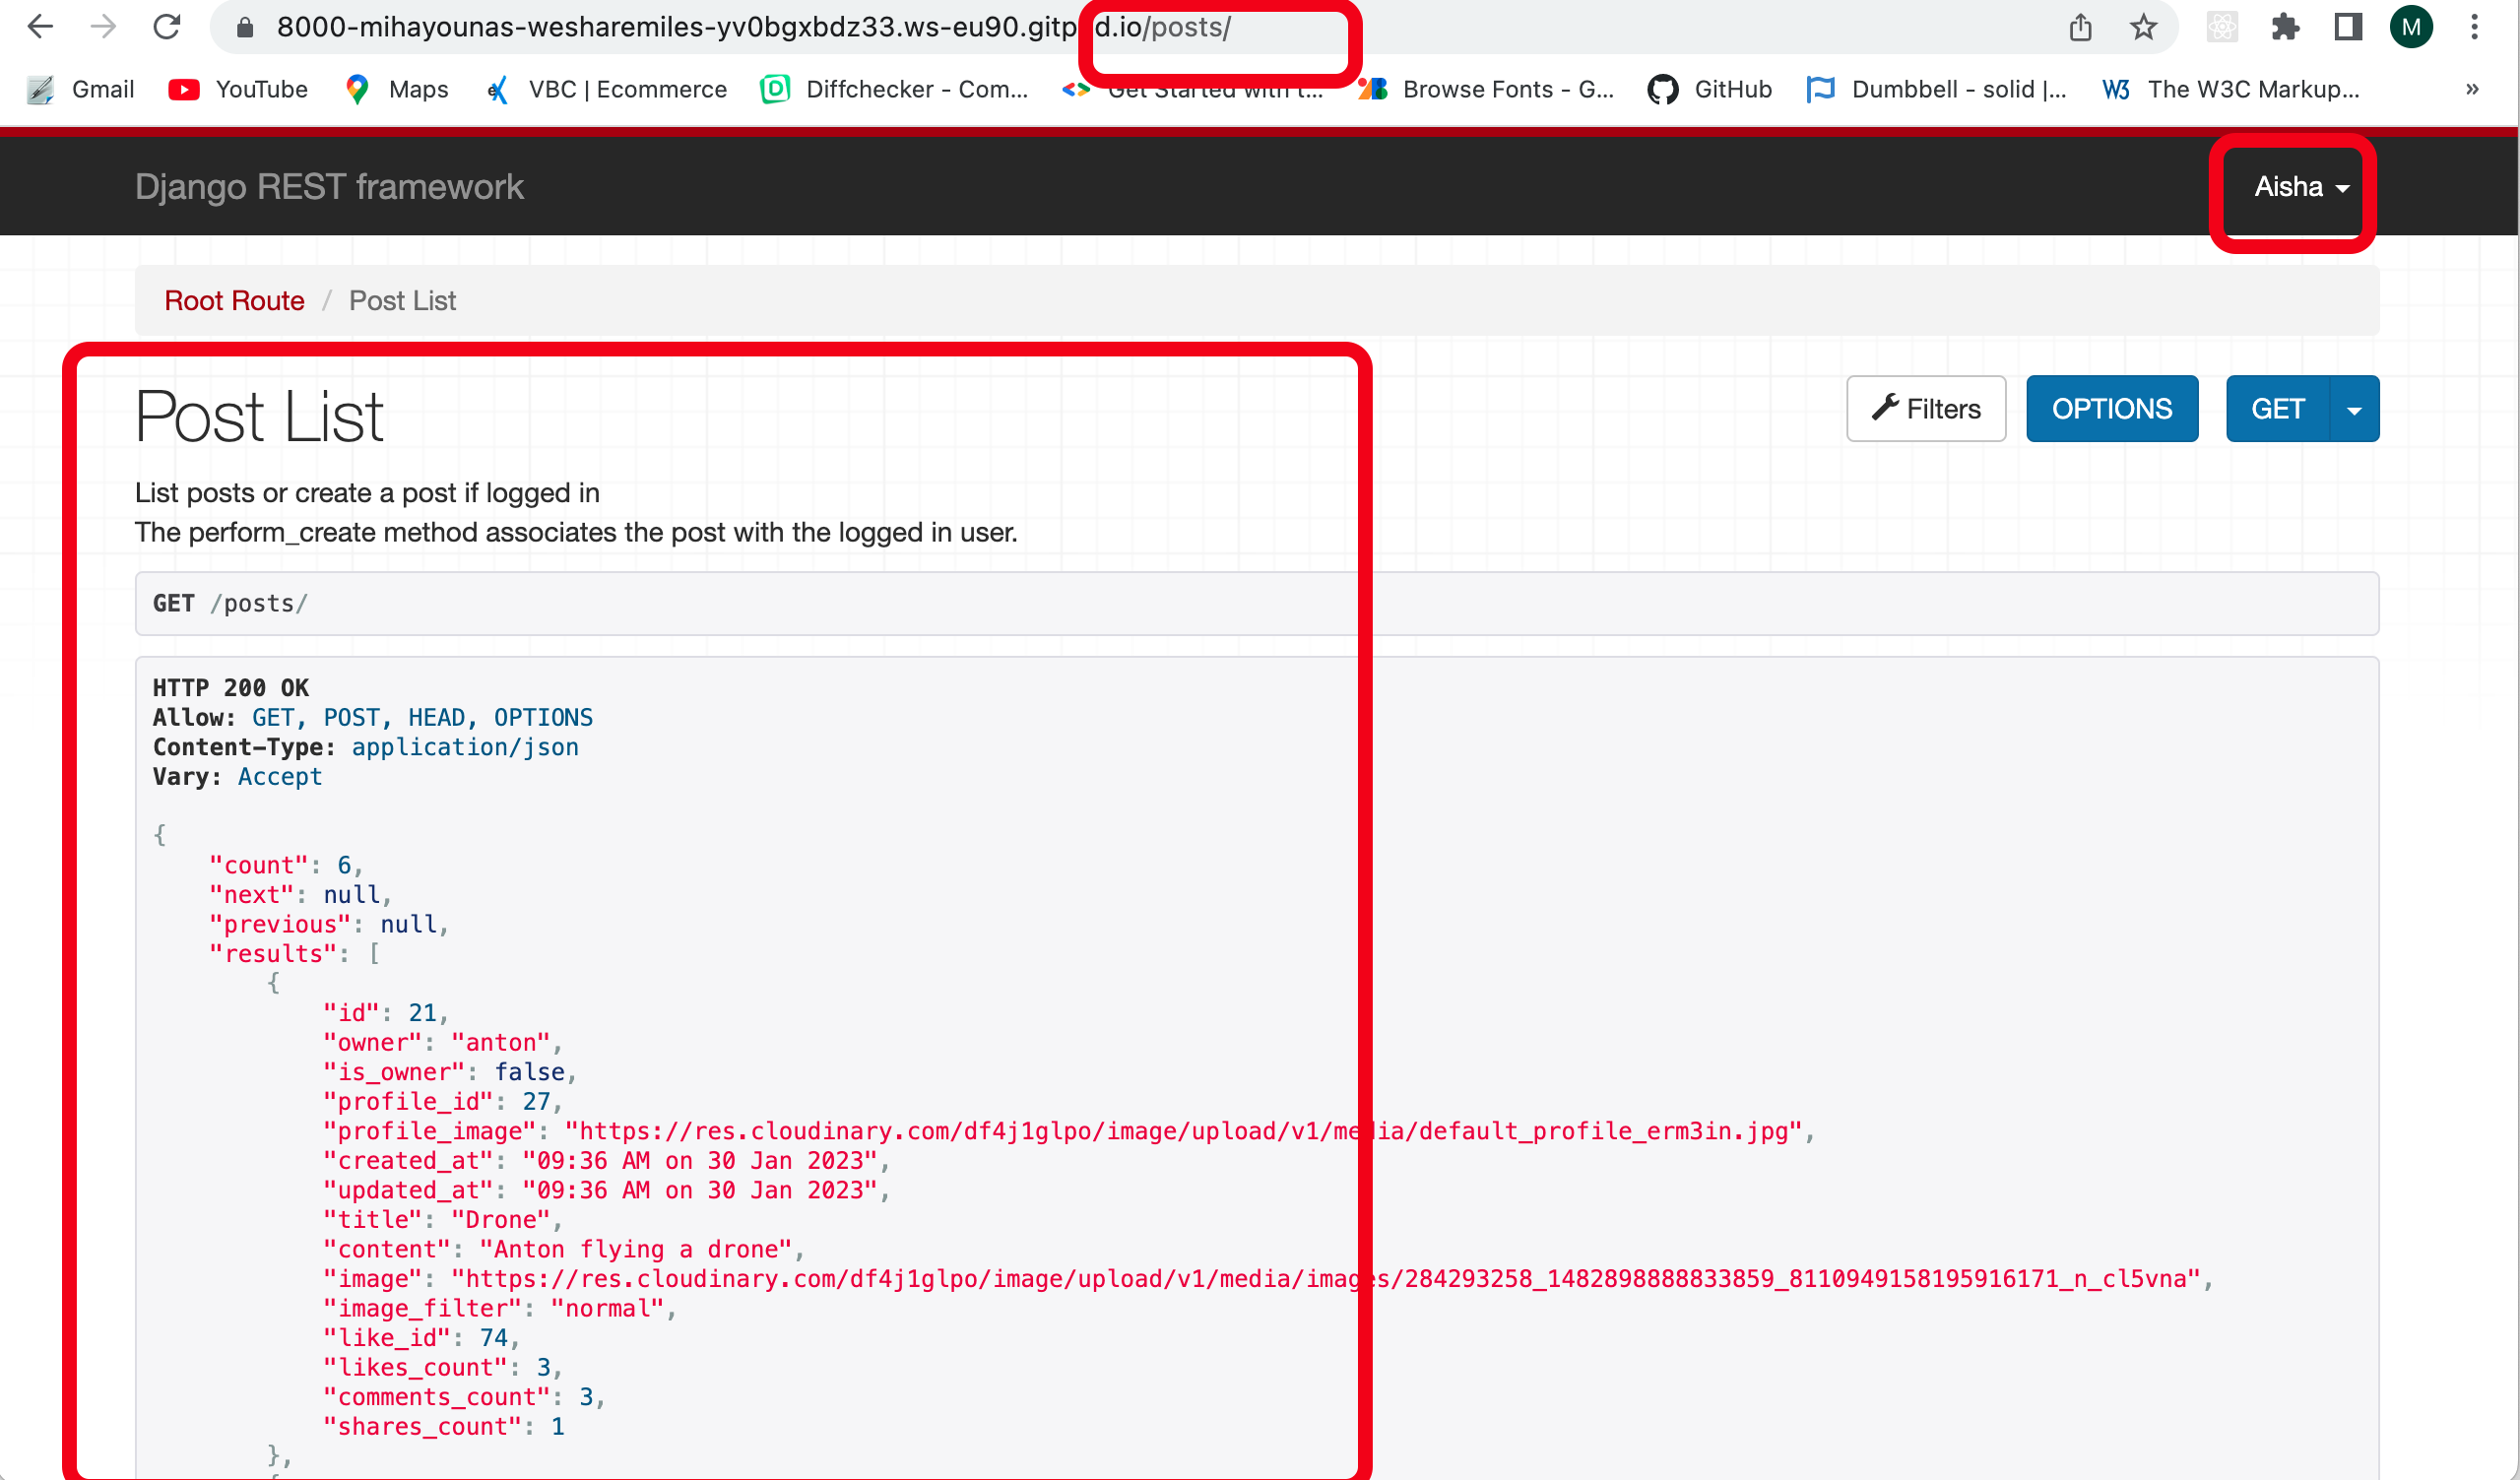 8000-mihayounas-wesharemiles-yv0bgxbdz33.ws-eu90.gitpod.io/posts/
M
Gmail YouTube Maps VBC | Ecommerce Diffchecker - Com... Get Started with t... Browse Fonts - G... GitHub Dumbbell - solid |... W3 The W3C Markup... »
Django REST framework
Aisha
Root Route / Post List
Post List
Filters
OPTIONS
GET
List posts or create a post if logged in
The perform_create method associates the post with the logged in user.
GET /posts/
HTTP 200 OK
Allow: GET, POST, HEAD, OPTIONS
Content-Type: application/json
Vary: Accept
{
"count": 6,
"next": null,
"previous": null,
"results": [
{
"id": 21,
"owner": "anton",
"is_owner": false,
"profile_id": 27,
"profile_image": "https://res.cloudinary.com/df4j1glpo/image/upload/v1/media/default_profile_erm3in.jpg",
"created_at": "09:36 AM on 30 Jan 2023",
"updated_at": "09:36 AM on 30 Jan 2023",
"title": "Drone",
"content": "Anton flying a drone",
"image": "https://res.cloudinary.com/df4j1glpo/image/upload/v1/media/images/284293258_1482898888833859_8110949158195916171_n_cl5vna",
"image_filter": "normal",
"like_id": 74,
"likes_count": 3,
"comments_count": 3,
"shares_count": 1
},